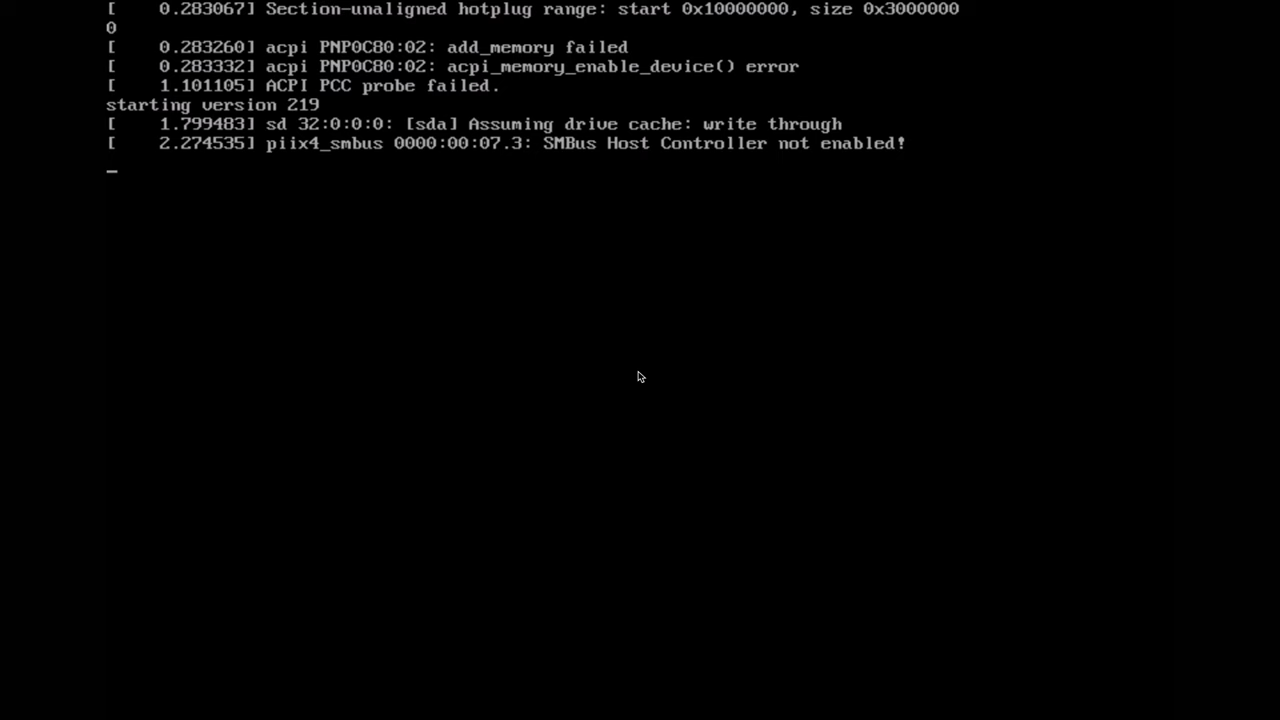 [    0.283067] Section-unaligned hotplug range: start 0x10000000, size 0x3000000
0
[    0.283260] acpi PNP0C80:02: add_memory failed
[    0.283332] acpi PNP0C80:02: acpi_memory_enable_device() error
[    1.101105] ACPI PCC probe failed.
starting version 219
[    1.799483] sd 32:0:0:0: [sda] Assuming drive cache: write through
[    2.274535] piix4_smbus 0000:00:07.3: SMBus Host Controller not enabled!
_